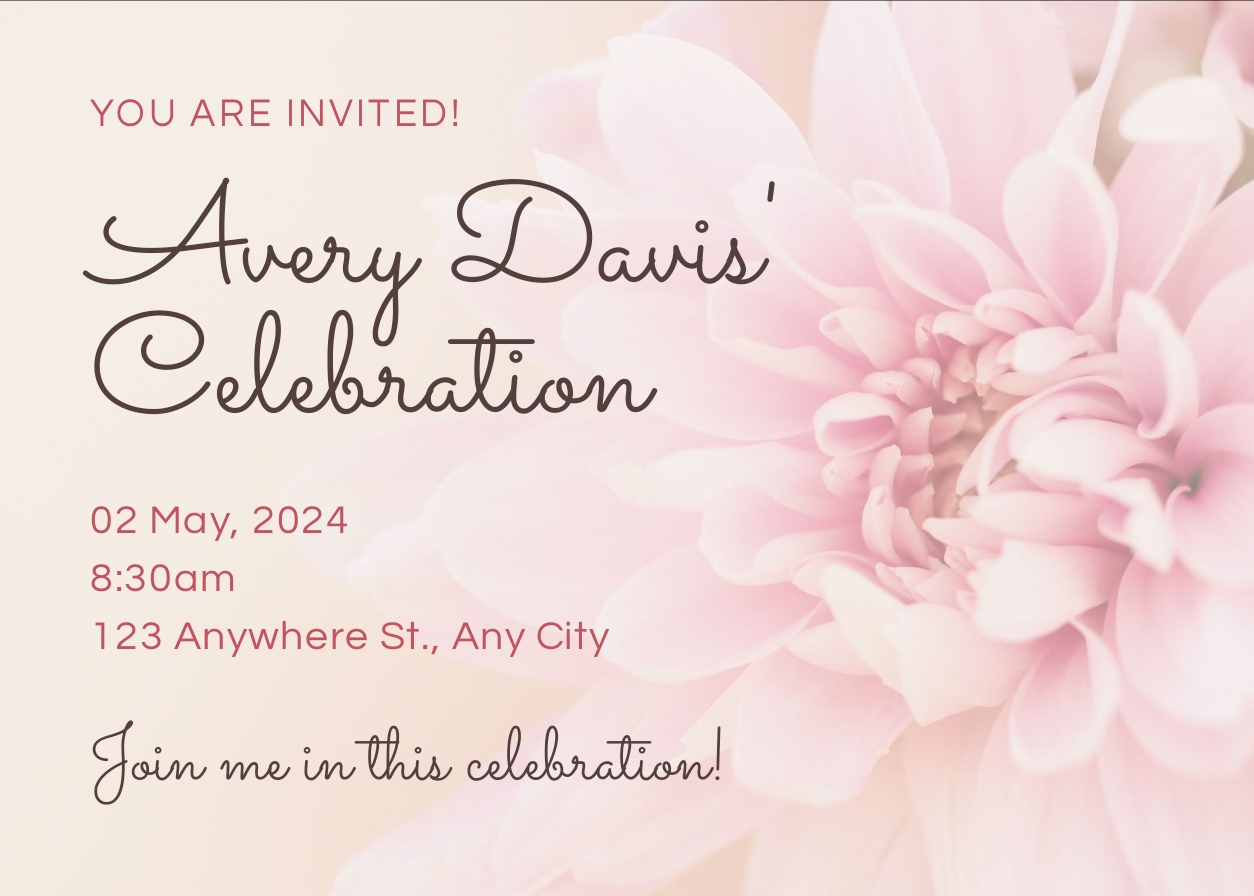 YOU ARE INVITED!
Avery Davis'
Celebration
02 May, 2024
8:30am
123 Anywhere St., Any City
Join me in this celebration!